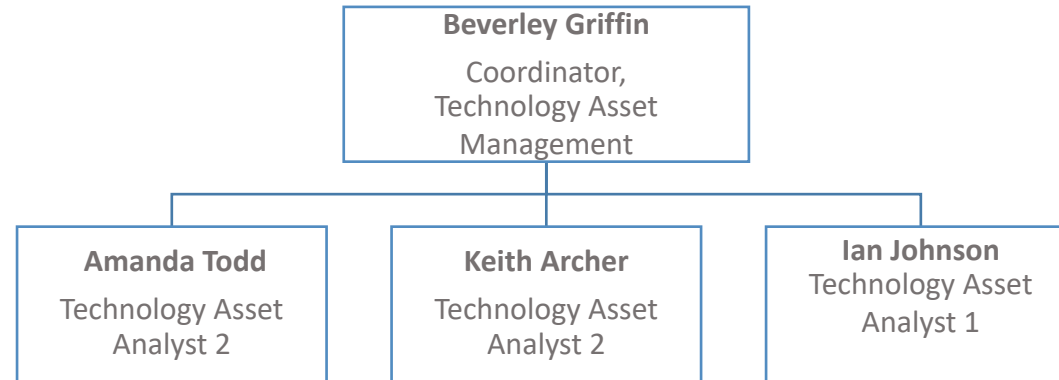 Beverley Griffin
Coordinator,
Technology Asset
Management
Amanda Todd
Technology Asset
Analyst 2
Keith Archer
Technology Asset
Analyst 2
Ian Johnson
Technology Asset
Analyst 1